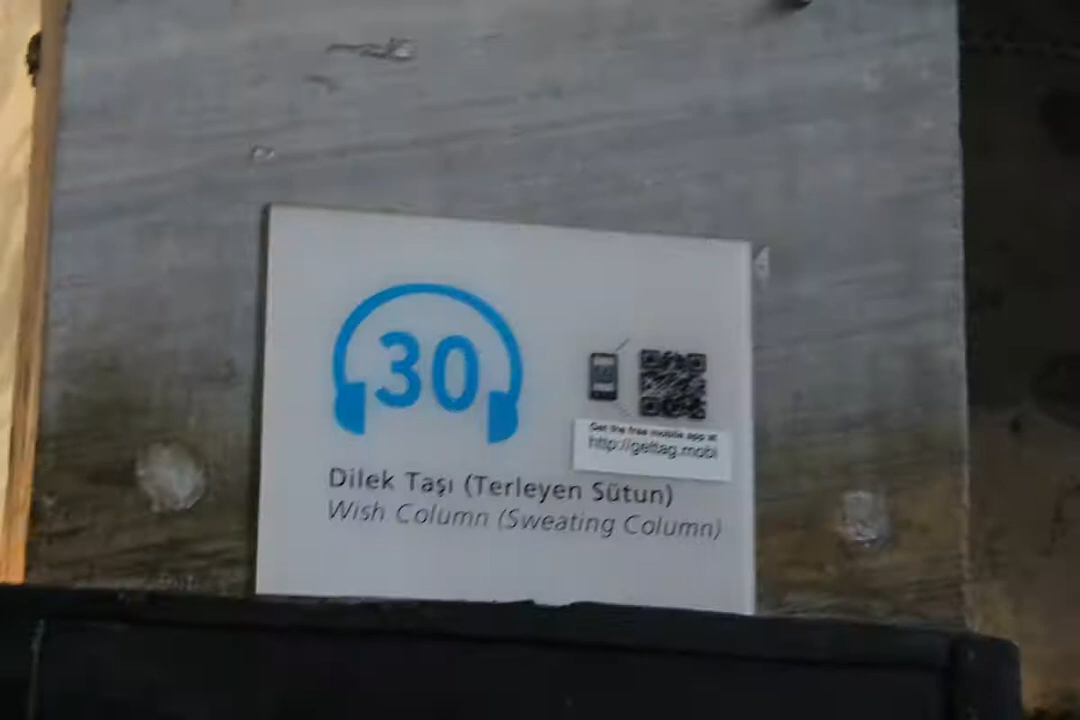 30
Get the free mobile app at
http://gettag.mobi
Dilek Taşı (Terleyen Sütun)
Wish Column (Sweating Column)